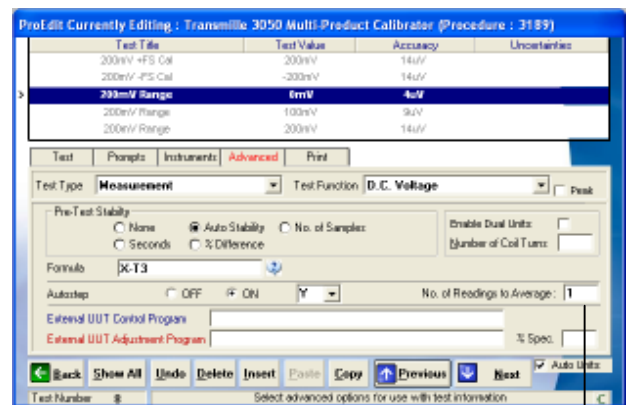 ProEdit Currently Editing : Transmille 3050 Multi-Product Calibrator (Procedure : 3189)
Test Title Test Value Accuracy Uncertainties
200mV +FS Cal 200mV 14uV
200mV -FS Cal -200mV 14uV
> 200mV Range 0mV 4uV
200mV Range 100mV 9uV
200mV Range 200mV 14uV
Text Prompts Instruments Advanced Print
Test Type Measurement Test Function D.C. Voltage Peak
Pre-Test Stability
None Auto Stability No. of Samples Enable Dual Units
Seconds % Difference Number of Coil Turns
Formula X-T3
Autostep OFF ON Y No. of Readings to Average : 1
External UUT Control Program
External UUT Adjustment Program % Spec.
Back Show All Undo Delete Insert Paste Copy Previous Next Auto Units
Test Number 8 Select advanced options for use with test information C